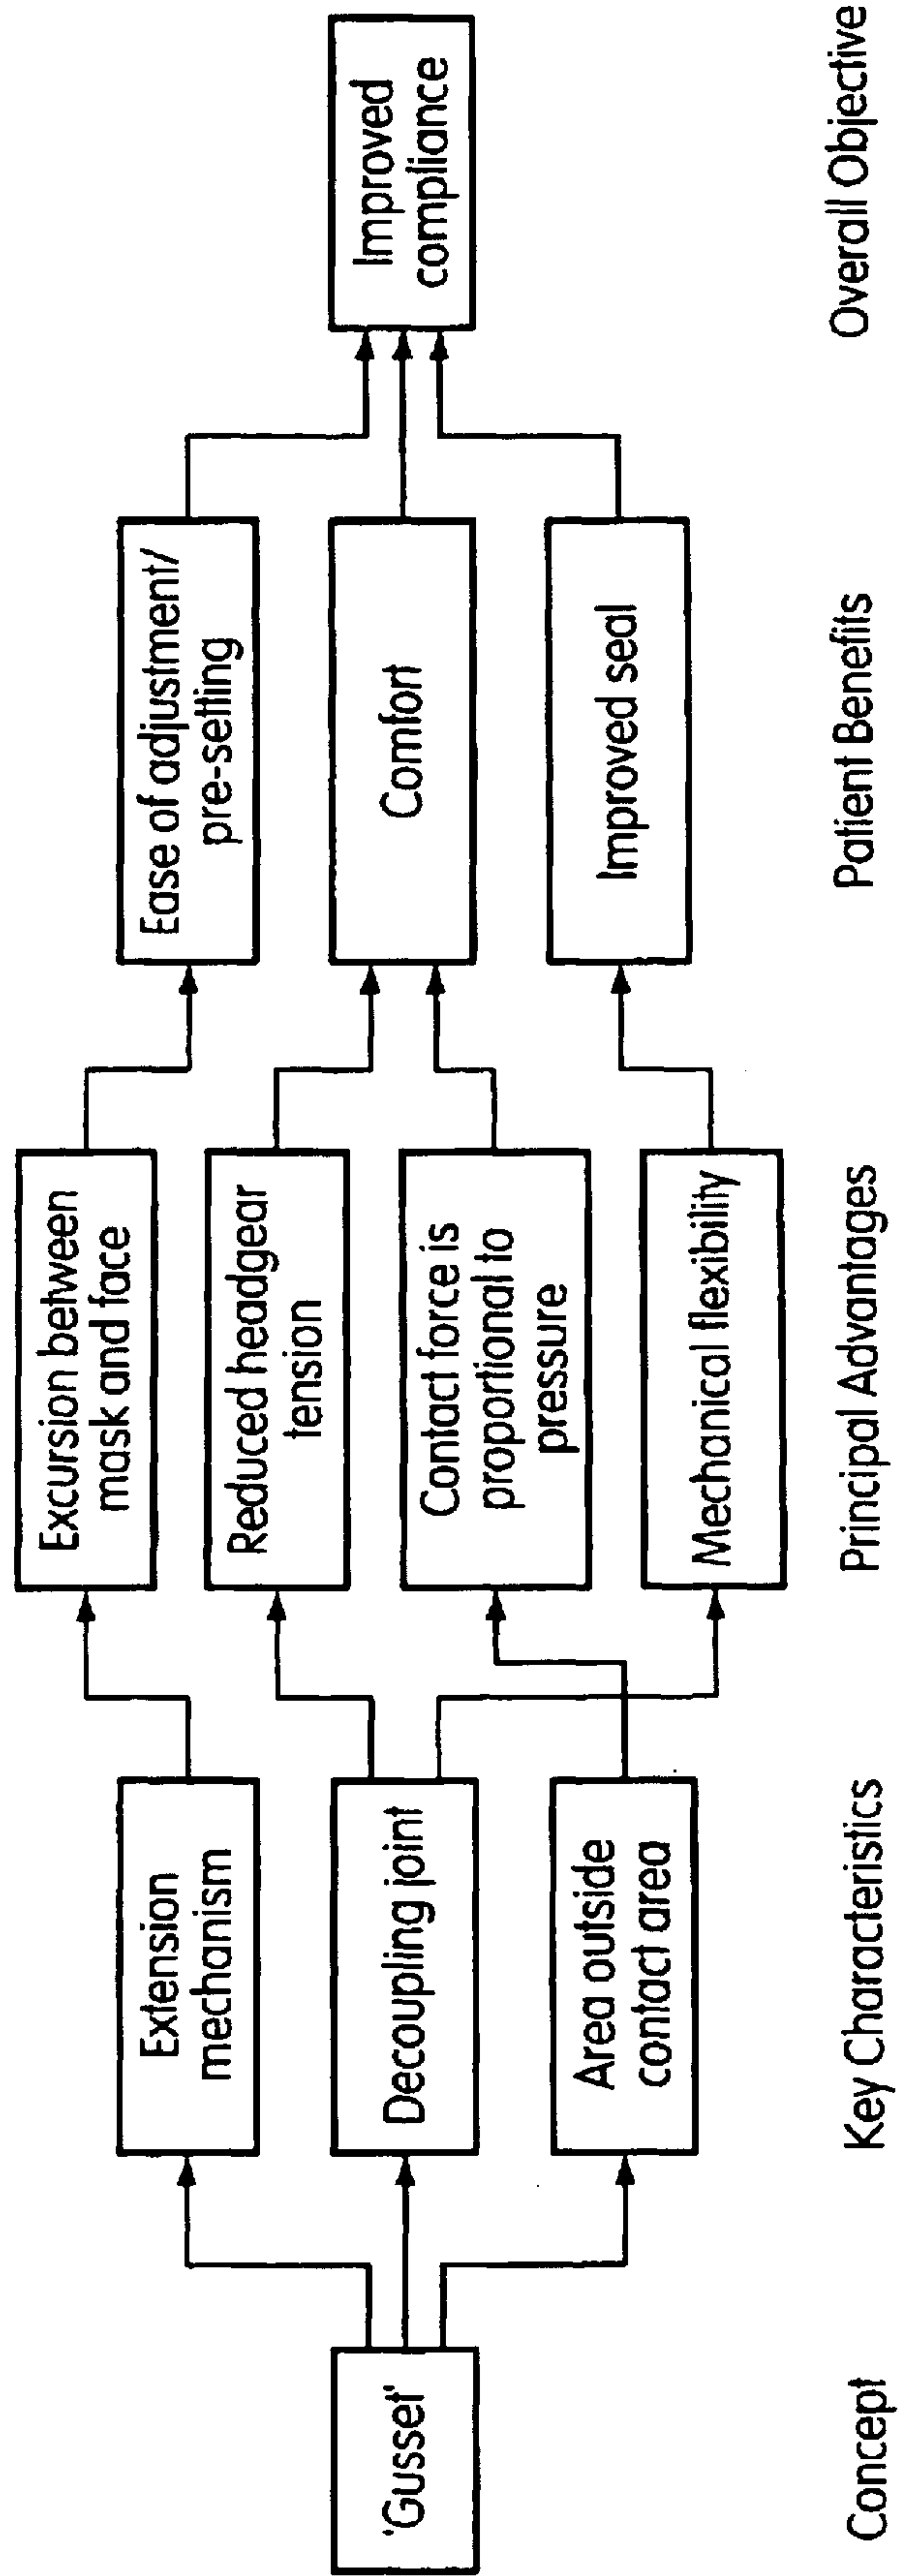 'Gusset'
Extension
mechanism
Decoupling joint
Area outside
contact area
Excursion between
mask and face
Reduced headgear
tension
Contact force is
proportional to
pressure
Mechanical flexibility
Ease of adjustment/
pre-setting
Comfort
Improved seal
Improved
compliance
Concept
Key Characteristics
Principal Advantages
Patient Benefits
Overall Objective